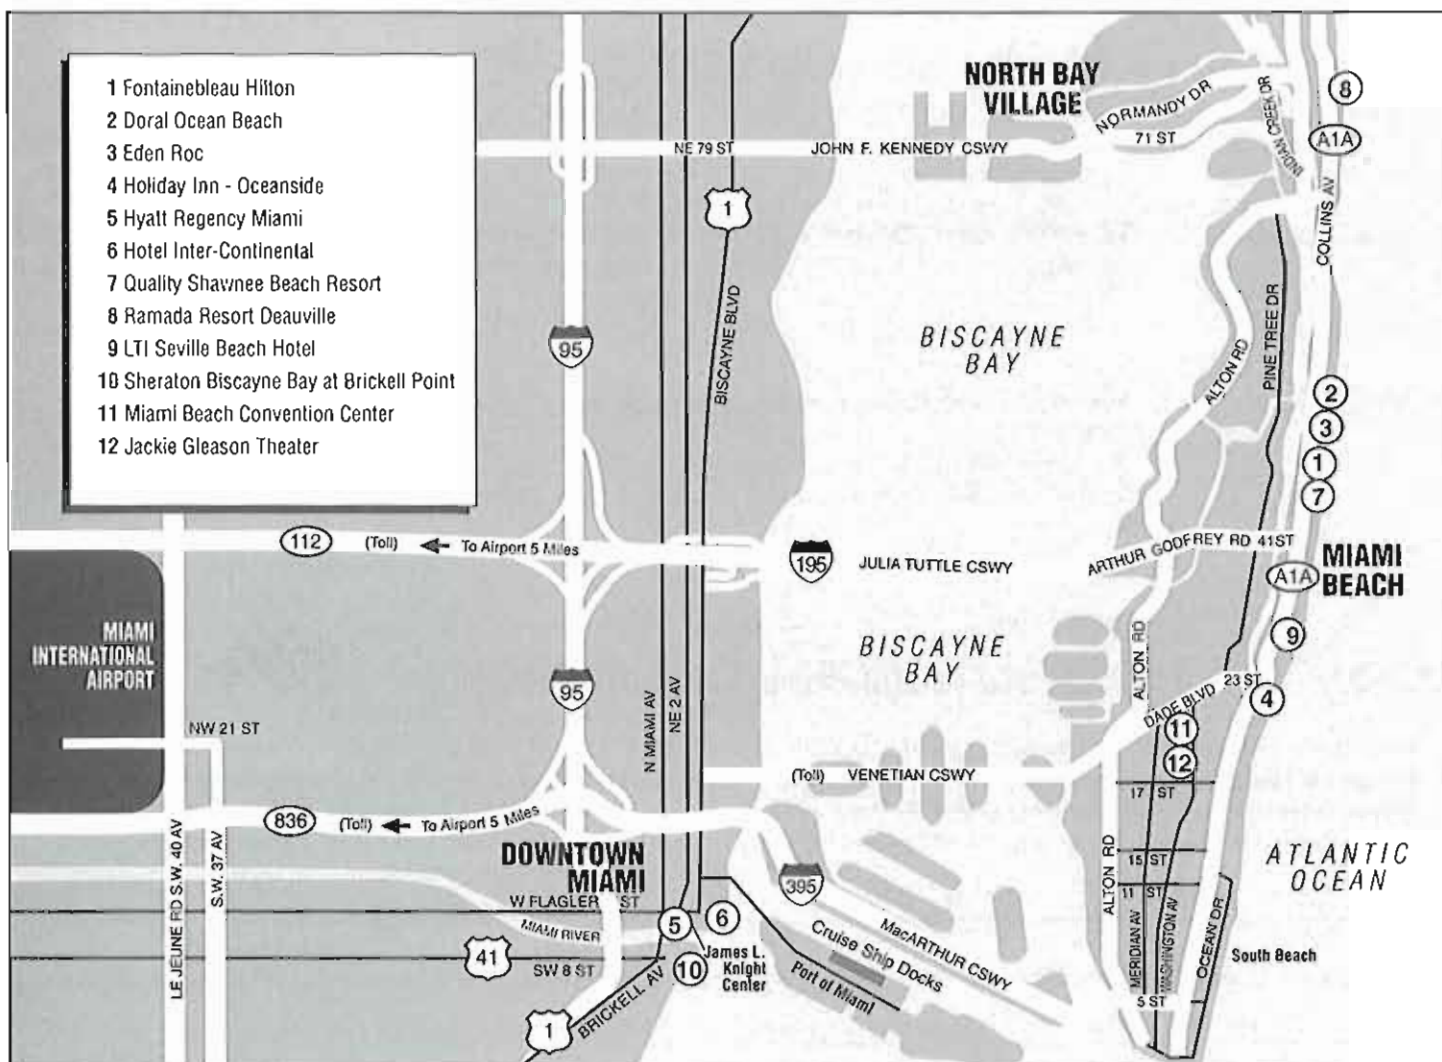 1 Fontainebleau Hilton
2 Doral Ocean Beach
3 Eden Roc
4 Holiday Inn - Oceanside
5 Hyatt Regency Miami
6 Hotel Inter-Continental
7 Quality Shawnee Beach Resort
8 Ramada Resort Deauville
9 LTI Seville Beach Hotel
10 Sheraton Biscayne Bay at Brickell Point
11 Miami Beach Convention Center
12 Jackie Gleason Theater
NORTH BAY
VILLAGE
NORMANDY DR
71 ST
INDIAN CREEK DR
8
A1A
COLLINS AV
NE 79 ST
JOHN F. KENNEDY CSWY
1
BISCAYNE BLVD
95
BISCAYNE
BAY
ALTON RD
PINE TREE DR
2
3
1
7
112
(Toll)
To Airport 5 Miles
195
JULIA TUTTLE CSWY
ARTHUR GODFREY RD 41ST
A1A
MIAMI
BEACH
MIAMI
INTERNATIONAL
AIRPORT
BISCAYNE
BAY
ALTON RD
9
95
N MIAMI AV
NE 2 AV
23 ST
4
DADE BLVD
11
12
NW 21 ST
(Toll)
VENETIAN CSWY
17 ST
836
(Toll)
To Airport 5 Miles
LE JEUNE RD S.W. 40 AV
S.W. 37 AV
DOWNTOWN
MIAMI
395
ALTON RD
15 ST
11 ST
ATLANTIC
OCEAN
W FLAGLER ST
MIAMI RIVER
5
6
41
SW 8 ST
10
James L.
Knight
Center
BRICKELL AV
1
MacARTHUR CSWY
Cruise Ship Docks
Port of Miami
MERIDIAN AV
WASHINGTON AV
OCEAN DR
South Beach
5 ST